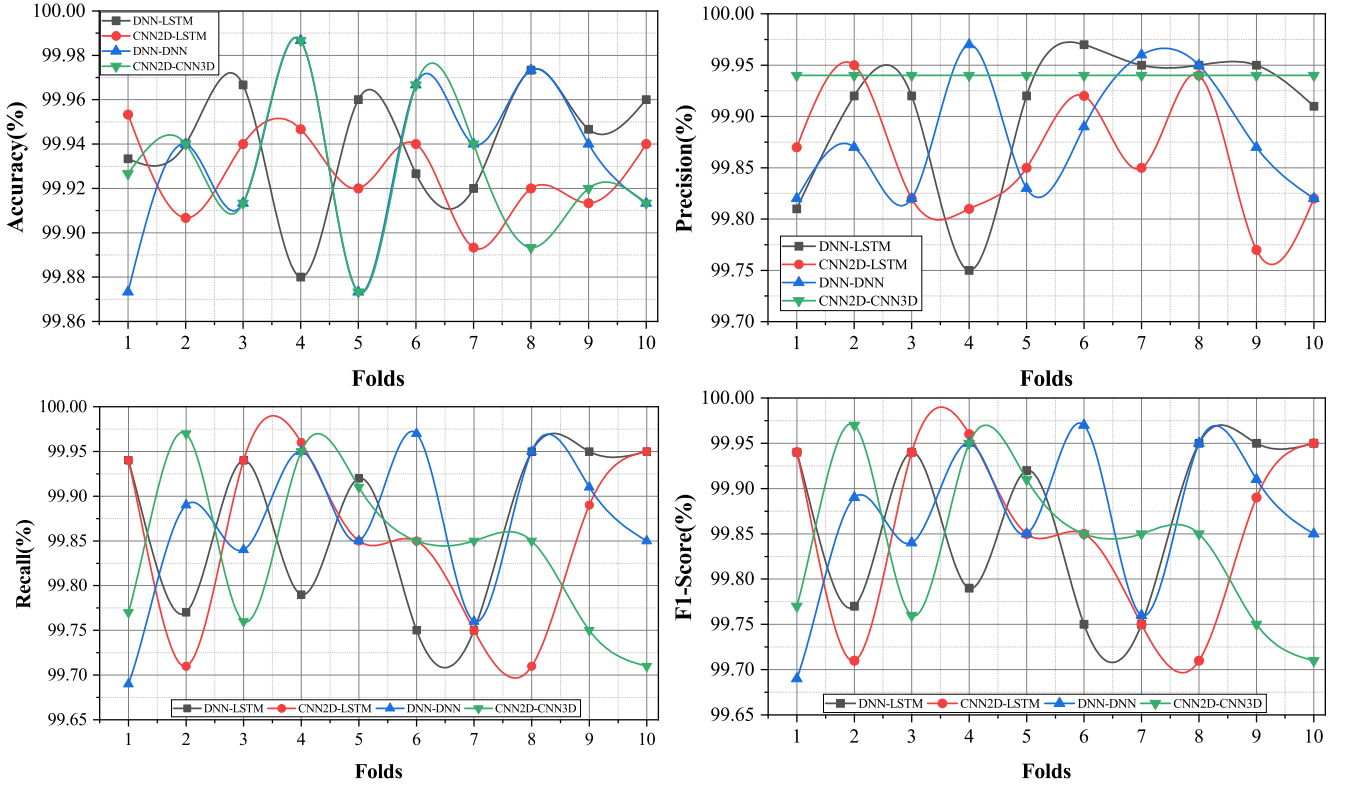 100.00
99.98
99.96
99.94
99.92
99.90
99.88
99.86
Accuracy(%)
DNN-LSTM
CNN2D-LSTM
DNN-DNN
CNN2D-CNN3D
1 2 3 4 5 6 7 8 9 10
Folds
100.00
99.95
99.90
99.85
99.80
99.75
99.70
Precision(%)
DNN-LSTM
CNN2D-LSTM
DNN-DNN
CNN2D-CNN3D
1 2 3 4 5 6 7 8 9 10
Folds
100.00
99.95
99.90
99.85
99.80
99.75
99.70
99.65
Recall(%)
DNN-LSTM CNN2D-LSTM DNN-DNN CNN2D-CNN3D
1 2 3 4 5 6 7 8 9 10
Folds
100.00
99.95
99.90
99.85
99.80
99.75
99.70
99.65
F1-Score(%)
DNN-LSTM CNN2D-LSTM DNN-DNN CNN2D-CNN3D
1 2 3 4 5 6 7 8 9 10
Folds